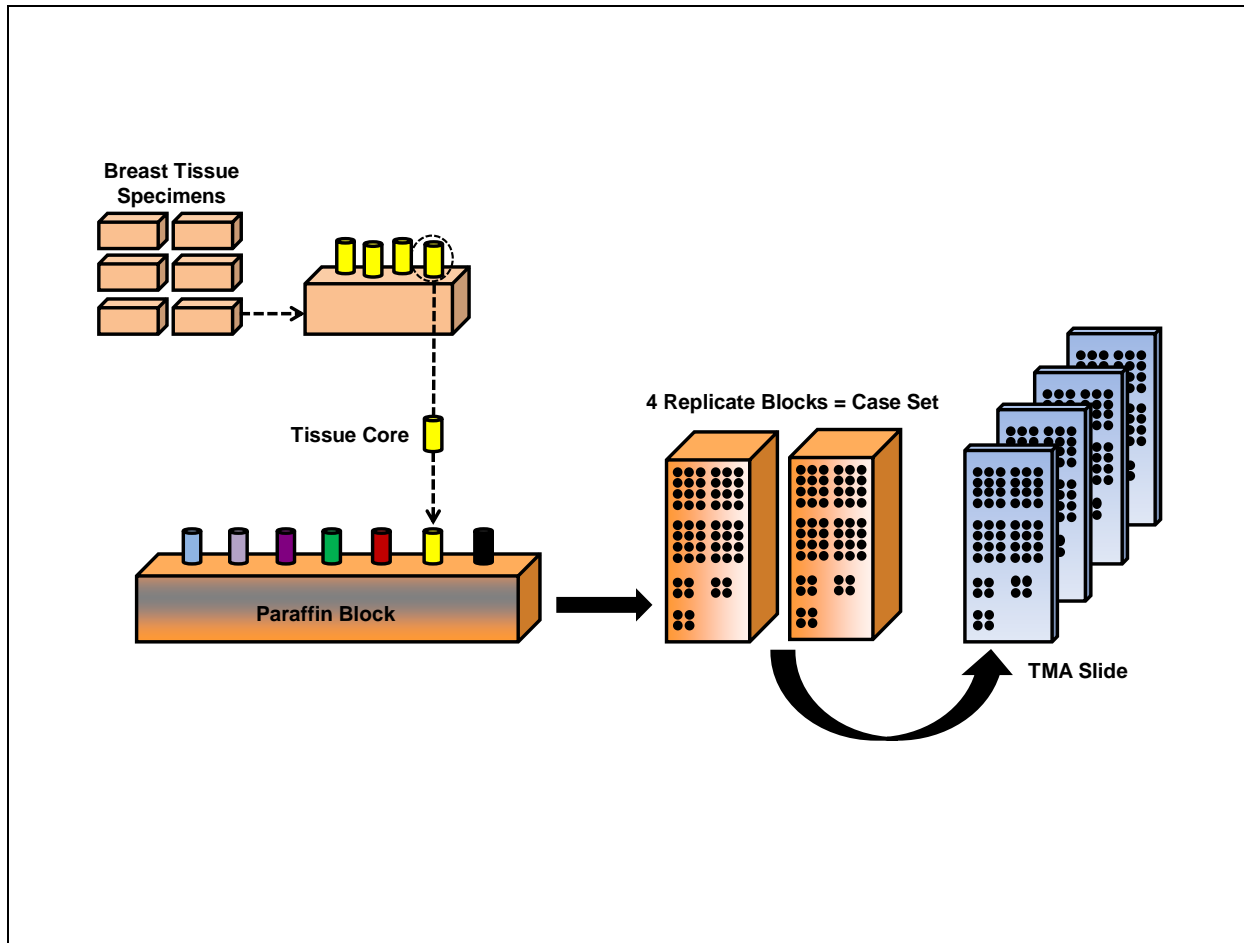 Breast Tissue
Specimens
4 Replicate Blocks = Case Set
Tissue Core
Paraffin Block
TMA Slide